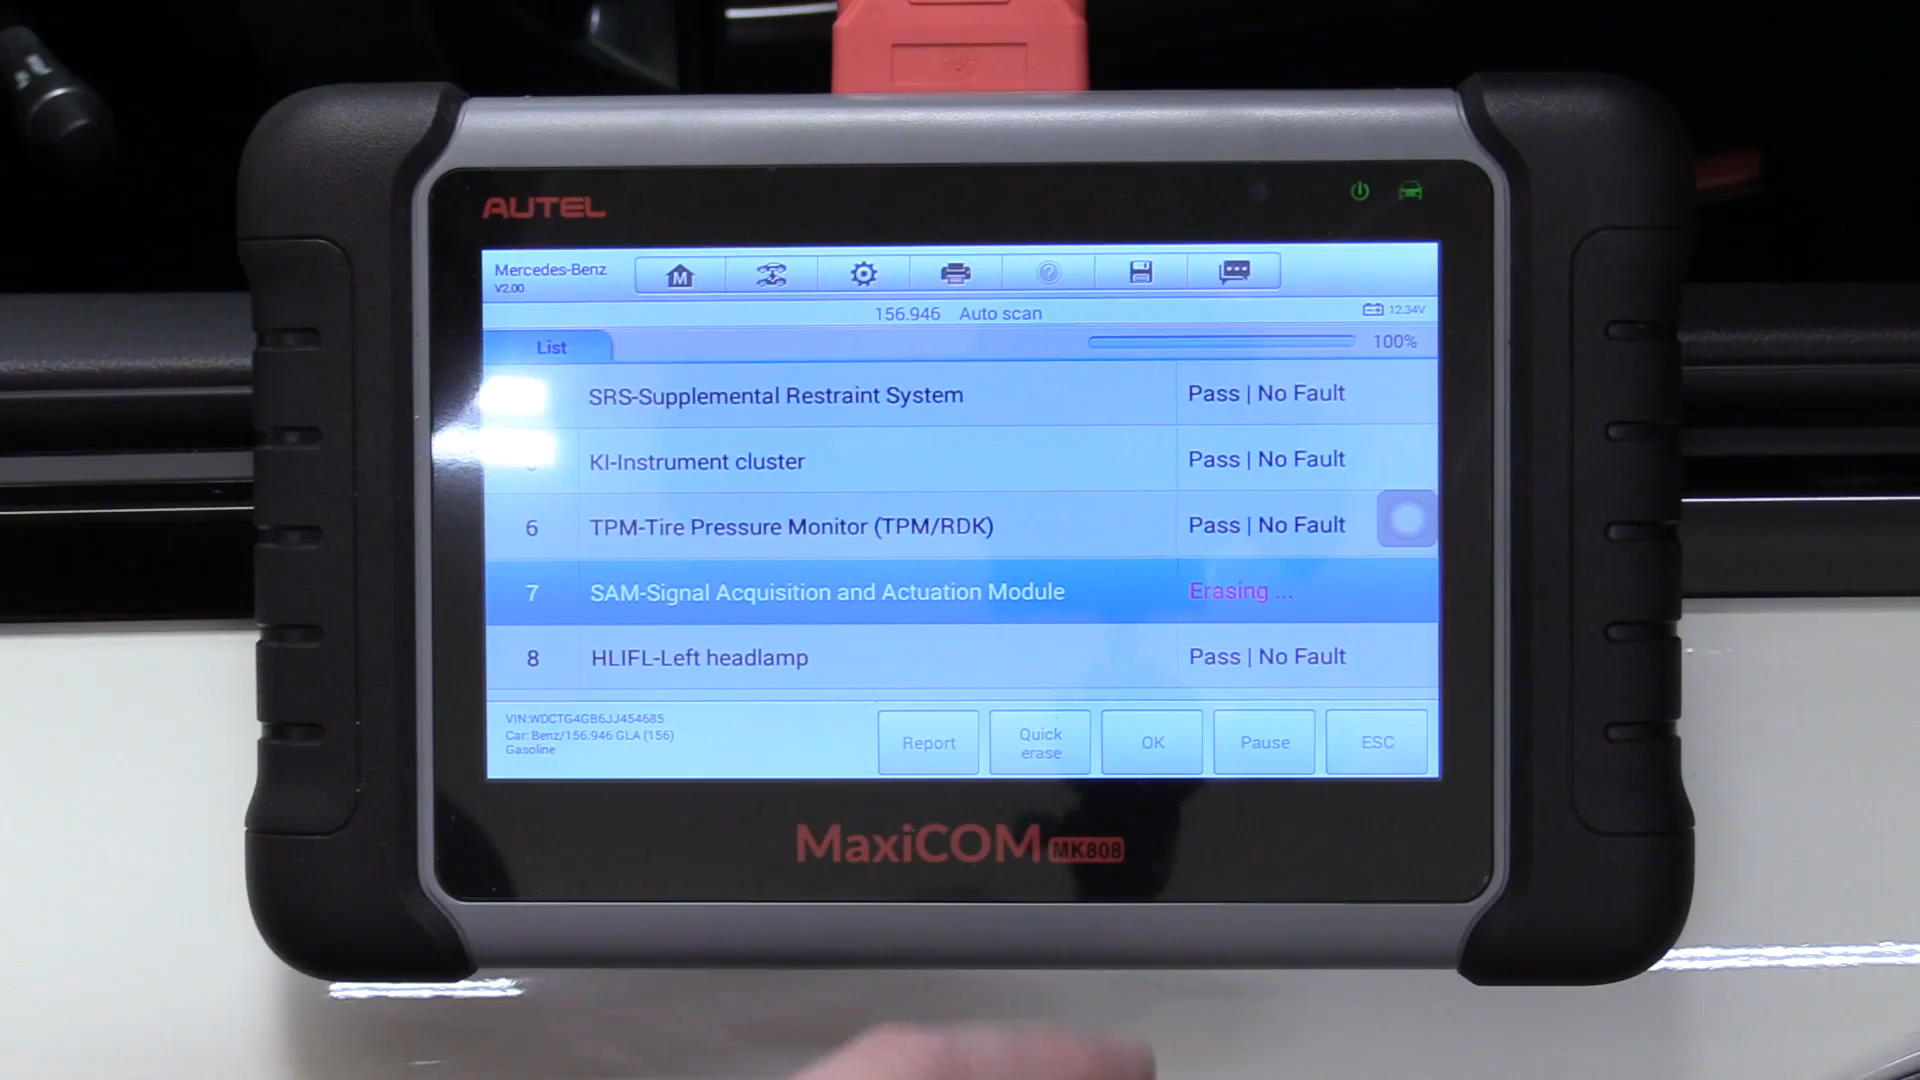 AUTEL
Mercedes-Benz
V2.00
M
?
156.946 Auto scan
12.34V
List
100%
SRS-Supplemental Restraint System
Pass | No Fault
KI-Instrument cluster
Pass | No Fault
6
TPM-Tire Pressure Monitor (TPM/RDK)
Pass | No Fault
7
SAM-Signal Acquisition and Actuation Module
Erasing ...
8
HLIFL-Left headlamp
Pass | No Fault
VIN:WDCTG4GB6JJ454685
Car: Benz/156.946 GLA (156)
Gasoline
Report
Quick
erase
OK
Pause
ESC
MaxiCOM MK808